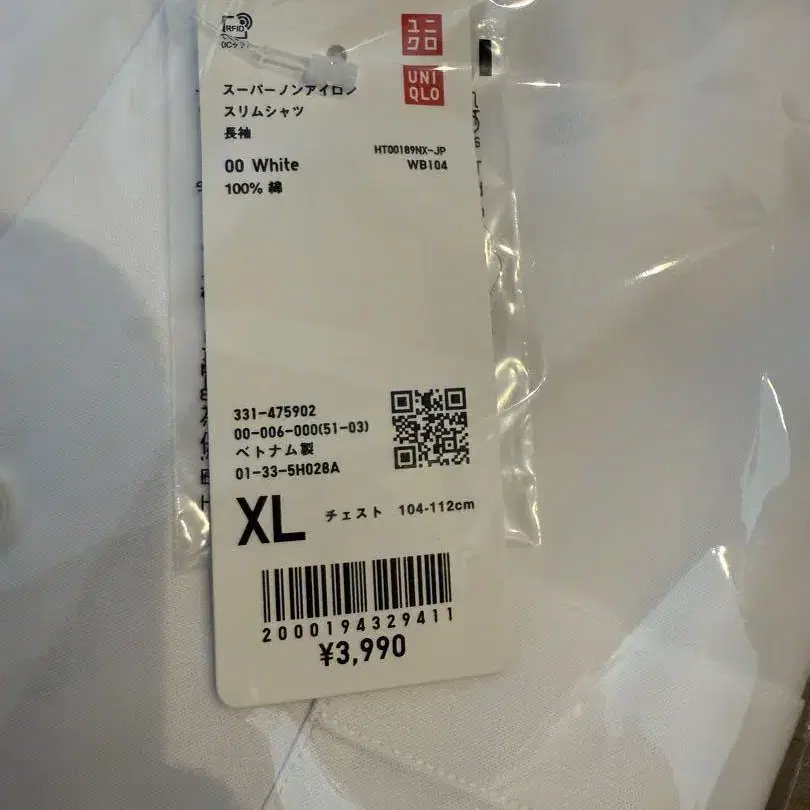 RFID
ユニ
クロ
UNI
QLO
スーパーノンアイロン
スリムシャツ
長袖
HT00189NX-JP
00 White
WB104
100% 綿
331-475902
00-006-000(51-03)
ベトナム製
01-33-5H028A
XL チェスト 104-112cm
2000194329411
¥3,990